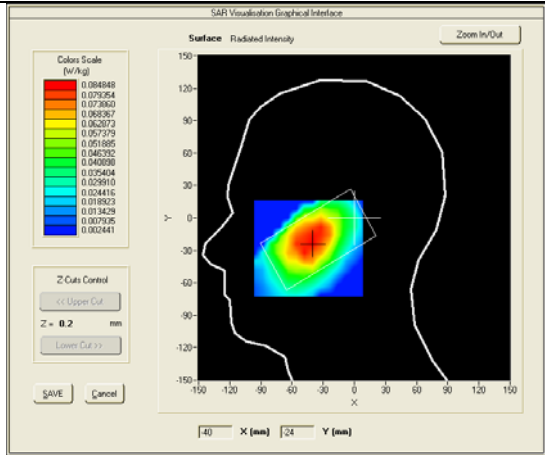 SAR Visualisation Graphical Interface
Surface Radiated Intensity
Zoom In/Out
Colors Scale
(W/kg)
0.084848
0.079354
0.073860
0.068367
0.062873
0.057379
0.051885
0.046392
0.040898
0.035404
0.029910
0.024416
0.018923
0.013429
0.007935
0.002441
Z-Cuts Control
<< Upper Cut
Z = 0.2 mm
Lower Cut >>
SAVE Cancel
150
120
90
60
30
0
-30
-60
-90
-120
-150
Y
-150 -120 -90 -60 -30 0 30 60 90 120 150
X
-40 X (mm) -24 Y (mm)